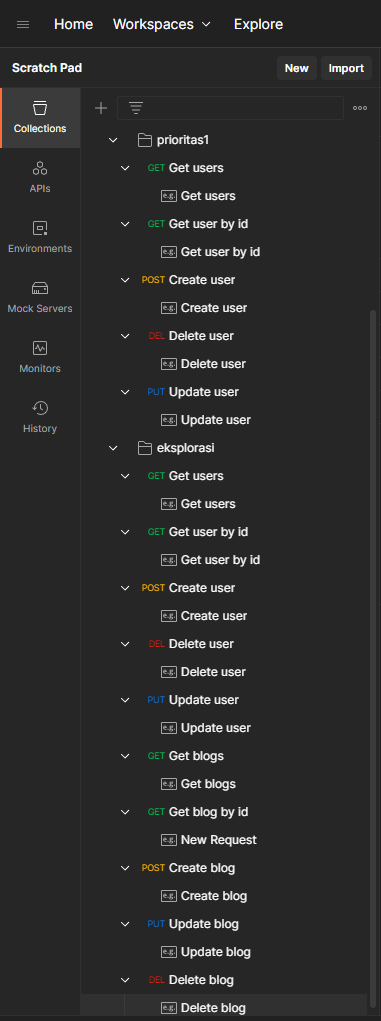 Home Workspaces Explore
Scratch Pad New Import
Collections
APIs
Environments
Mock Servers
Monitors
History
prioritas1
GET Get users
e.g. Get users
GET Get user by id
e.g. Get user by id
POST Create user
e.g. Create user
DEL Delete user
e.g. Delete user
PUT Update user
e.g. Update user
eksplorasi
GET Get users
e.g. Get users
GET Get user by id
e.g. Get user by id
POST Create user
e.g. Create user
DEL Delete user
e.g. Delete user
PUT Update user
e.g. Update user
GET Get blogs
e.g. Get blogs
GET Get blog by id
e.g. New Request
POST Create blog
e.g. Create blog
PUT Update blog
e.g. Update blog
DEL Delete blog
e.g. Delete blog